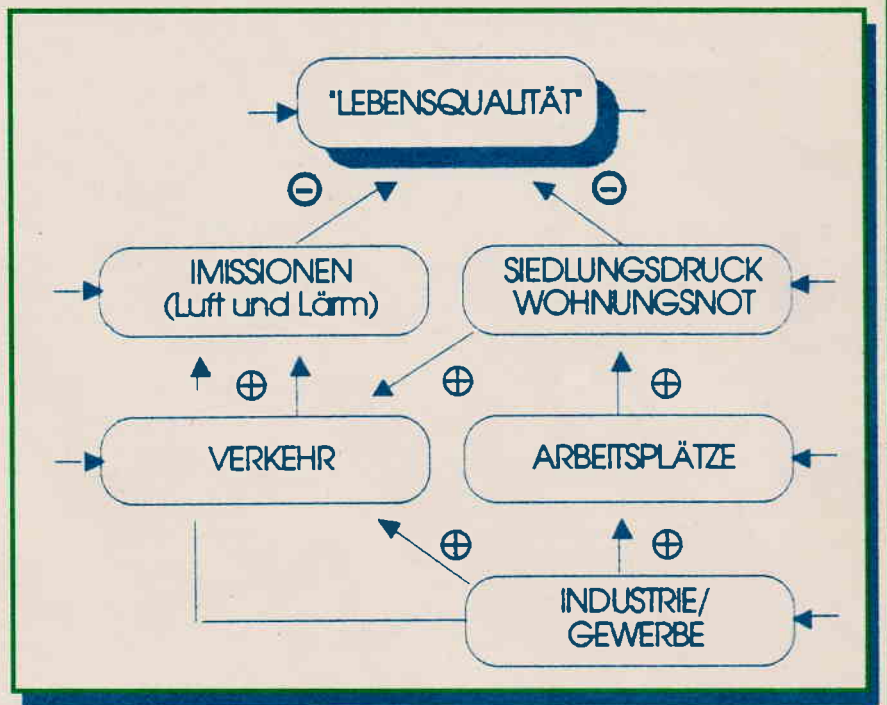 "LEBENSQUALITÄT"
⊖ ⊖
IMISSIONEN
(Luft und Lärm)
SIEDLUNGSDRUCK
WOHNUNGSNOT
⊕ ⊕ ⊕
VERKEHR
ARBEITSPLÄTZE
⊕ ⊕
INDUSTRIE/
GEWERBE